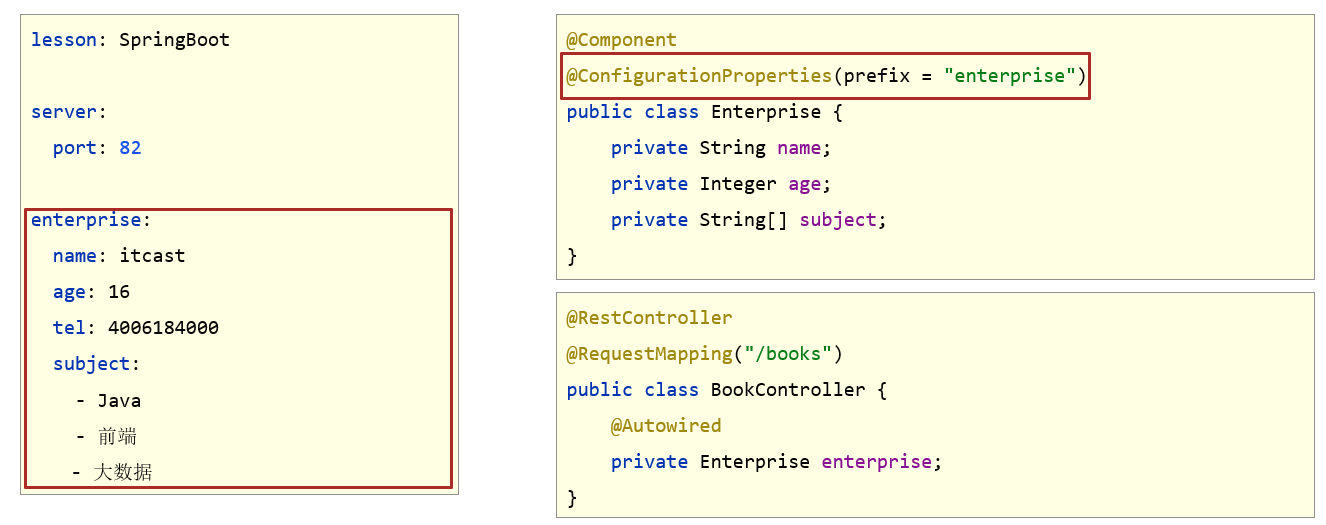 lesson: SpringBoot
server:
  port: 82
enterprise:
  name: itcast
  age: 16
  tel: 4006184000
  subject:
    - Java
    - 前端
    - 大数据
@Component
@ConfigurationProperties(prefix = "enterprise")
public class Enterprise {
    private String name;
    private Integer age;
    private String[] subject;
}
@RestController
@RequestMapping("/books")
public class BookController {
    @Autowired
    private Enterprise enterprise;
}